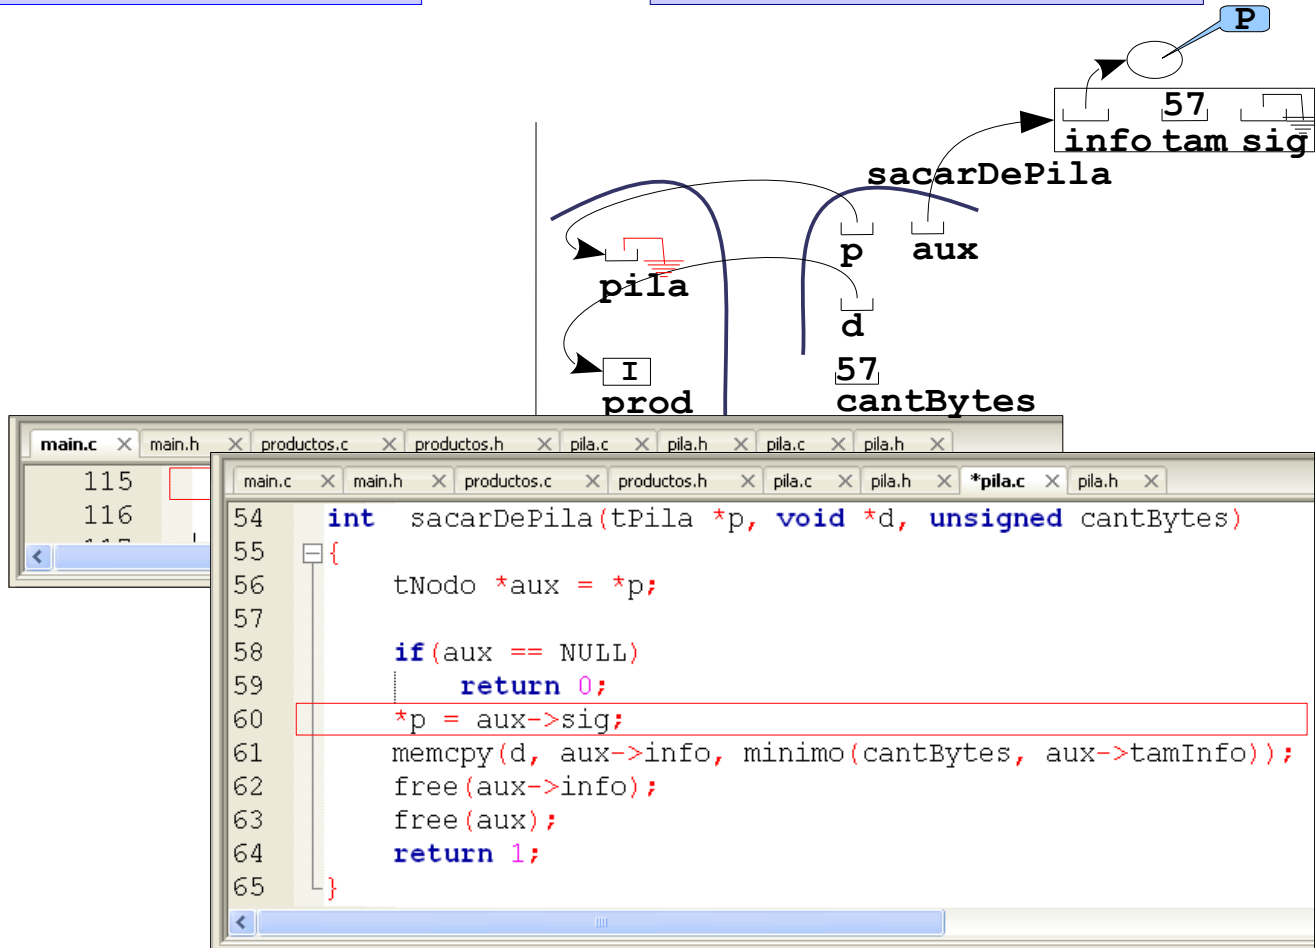 P
57
info tam sig
sacarDePila
p aux
pila
d
I
57
prod cantBytes
main.c main.h productos.c productos.h pila.c pila.h pila.c pila.h
115
116
main.c main.h productos.c productos.h pila.c pila.h *pila.c pila.h
54 int sacarDePila(tPila *p, void *d, unsigned cantBytes)
55 {
56 tNodo *aux = *p;
57
58 if(aux == NULL)
59 return 0;
60 *p = aux->sig;
61 memcpy(d, aux->info, minimo(cantBytes, aux->tamInfo));
62 free(aux->info);
63 free(aux);
64 return 1;
65 }